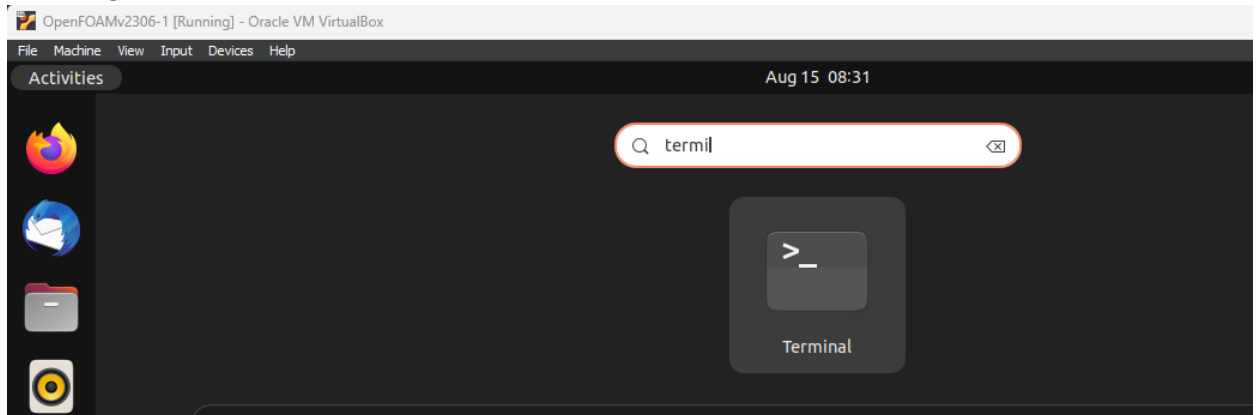 OpenFOAMv2306-1 [Running] - Oracle VM VirtualBox
File Machine View Input Devices Help
Activities Aug 15 08:31
termi
>_
Terminal